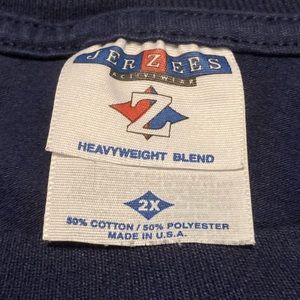 JERZEES
ACTIVEWEAR
Z
HEAVYWEIGHT BLEND
2X
50% COTTON / 50% POLYESTER
MADE IN U.S.A.